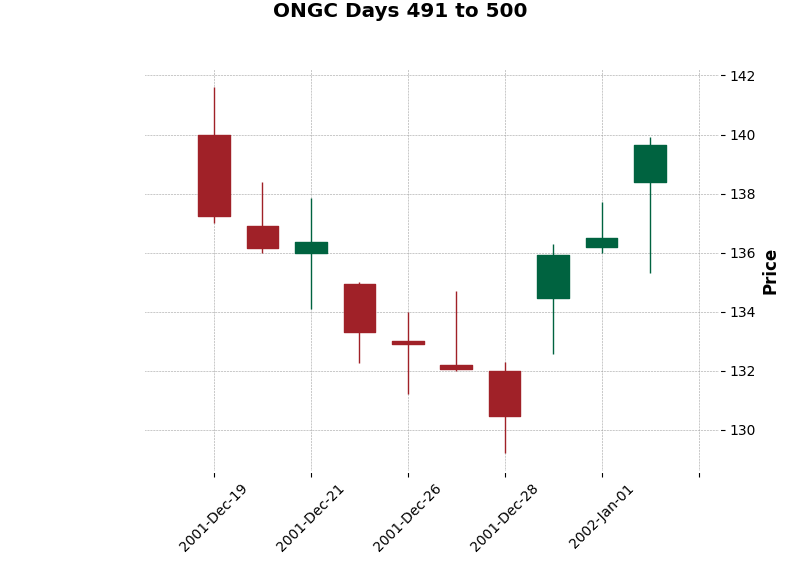 ONGC Days 491 to 500
142
140
138
136
134
132
130
Price
2001-Dec-19
2001-Dec-21
2001-Dec-26
2001-Dec-28
2002-Jan-01